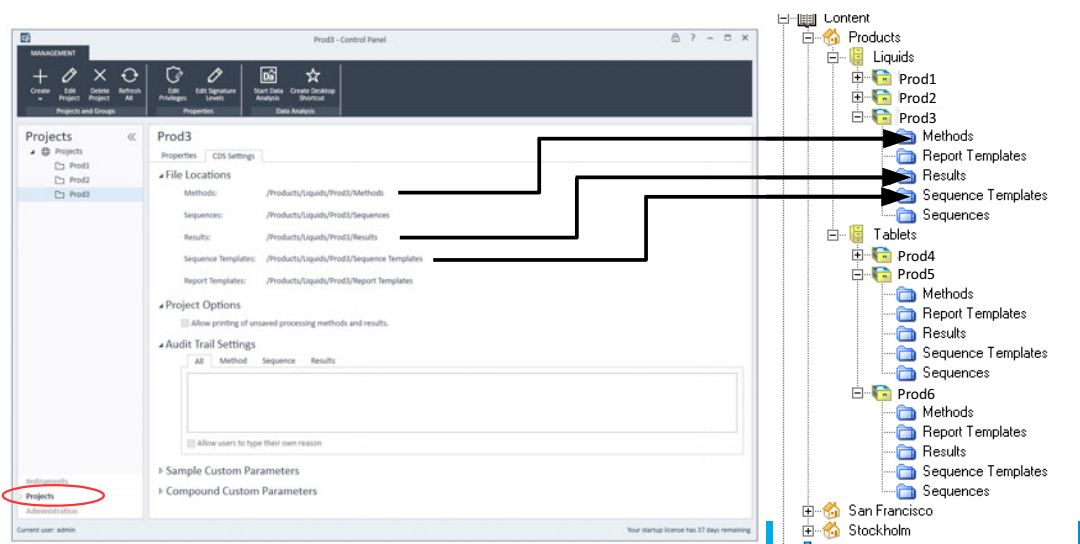 Prod3 - Control Panel
?
MANAGEMENT
Create
Edit Project
Delete Project
Refresh All
Edit Privileges
Edit Signature Levels
Da
Start Data Analysis
Create Desktop Shortcut
Projects and Groups
Properties
Data Analysis
Projects
Projects
Prod1
Prod2
Prod3
Instruments
Projects
Administration
Prod3
Properties
CDS Settings
File Locations
Methods: /Products/Liquids/Prod3/Methods
Sequences: /Products/Liquids/Prod3/Sequences
Results: /Products/Liquids/Prod3/Results
Sequence Templates: /Products/Liquids/Prod3/Sequence Templates
Report Templates: /Products/Liquids/Prod3/Report Templates
Project Options
Allow printing of unsaved processing methods and results.
Audit Trail Settings
All Method Sequence Results
Allow users to type their own reason
Sample Custom Parameters
Compound Custom Parameters
Current user: admin
Your startup license has 57 days remaining.
Content
Products
Liquids
Prod1
Prod2
Prod3
Methods
Report Templates
Results
Sequence Templates
Sequences
Tablets
Prod4
Prod5
Methods
Report Templates
Results
Sequence Templates
Sequences
Prod6
Methods
Report Templates
Results
Sequence Templates
Sequences
San Francisco
Stockholm